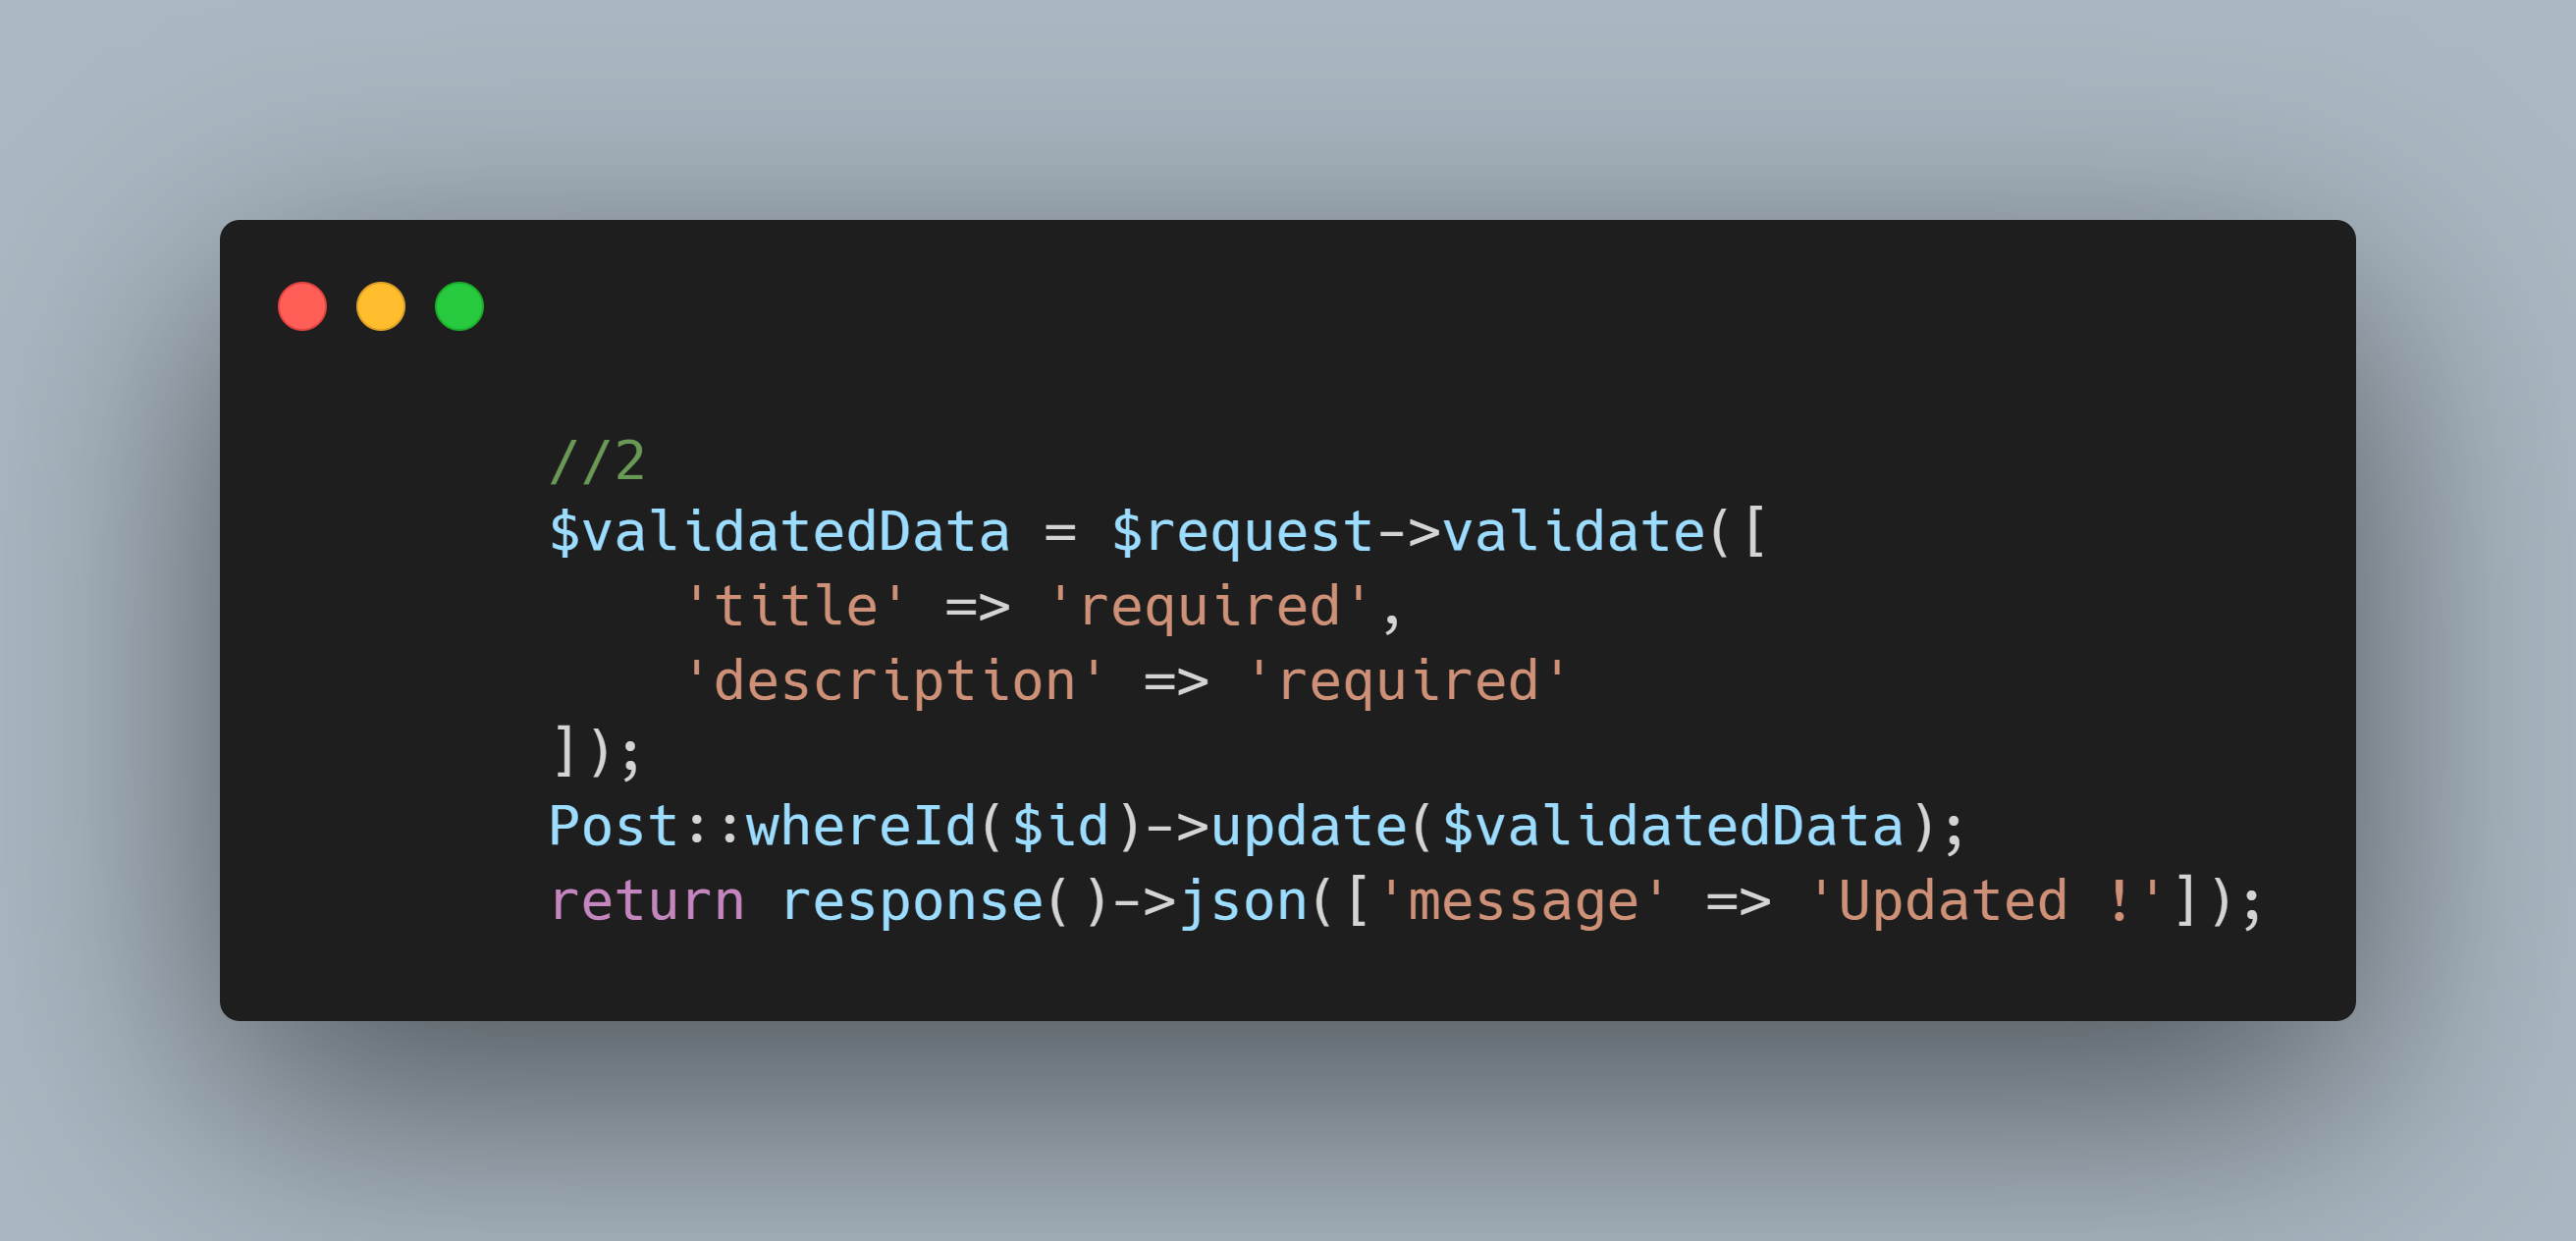 //2
$validatedData = $request->validate([
    'title' => 'required',
    'description' => 'required'
]);
Post::whereId($id)->update($validatedData);
return response()->json(['message' => 'Updated !']);